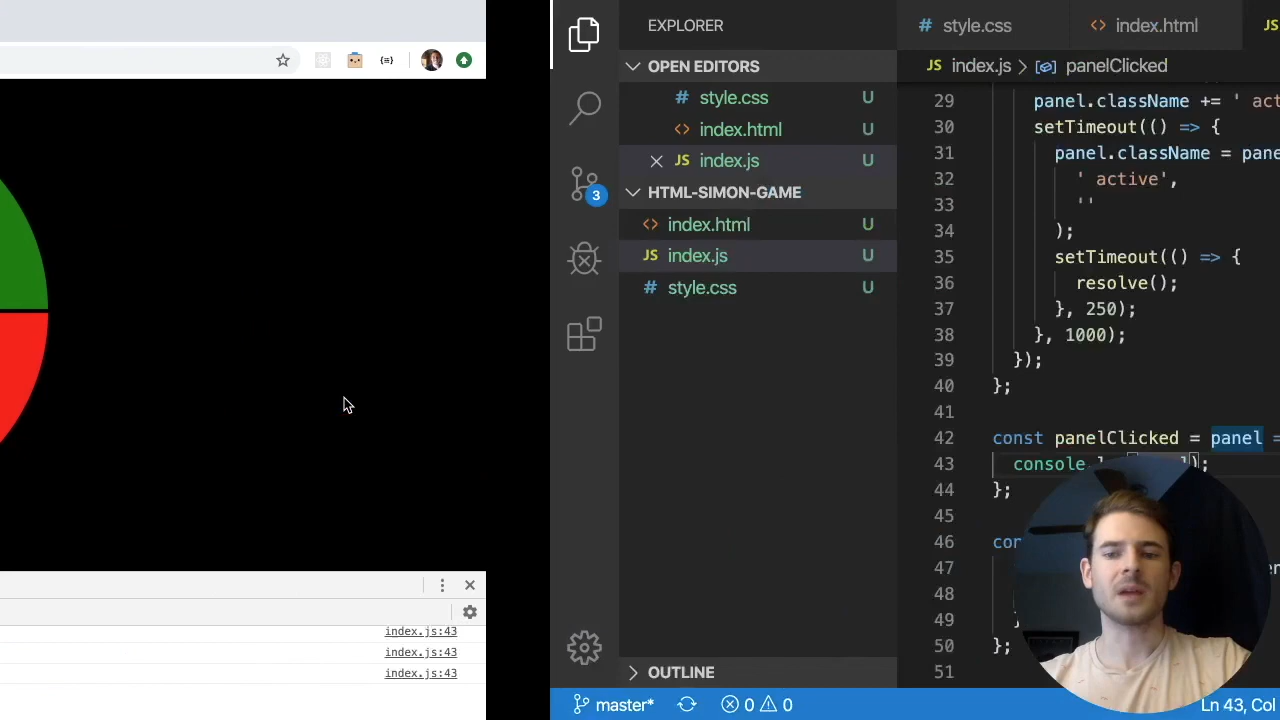 index.js:43
index.js:43
index.js:43
EXPLORER
OPEN EDITORS
style.css U
index.html U
index.js U
HTML-SIMON-GAME
index.html U
index.js U
style.css U
OUTLINE
3
style.css
index.html
JS
JS index.js > panelClicked
29 panel.className += ' act
30 setTimeout(() => {
31 panel.className = pane
32 ' active',
33 ''
34 );
35 setTimeout(() => {
36 resolve();
37 }, 250);
38 }, 1000);
39 });
40 };
41
42 const panelClicked = panel =
43 console );
44 };
45
46
47
48
49
50 };
51
master* 0 0
Ln 43, Col